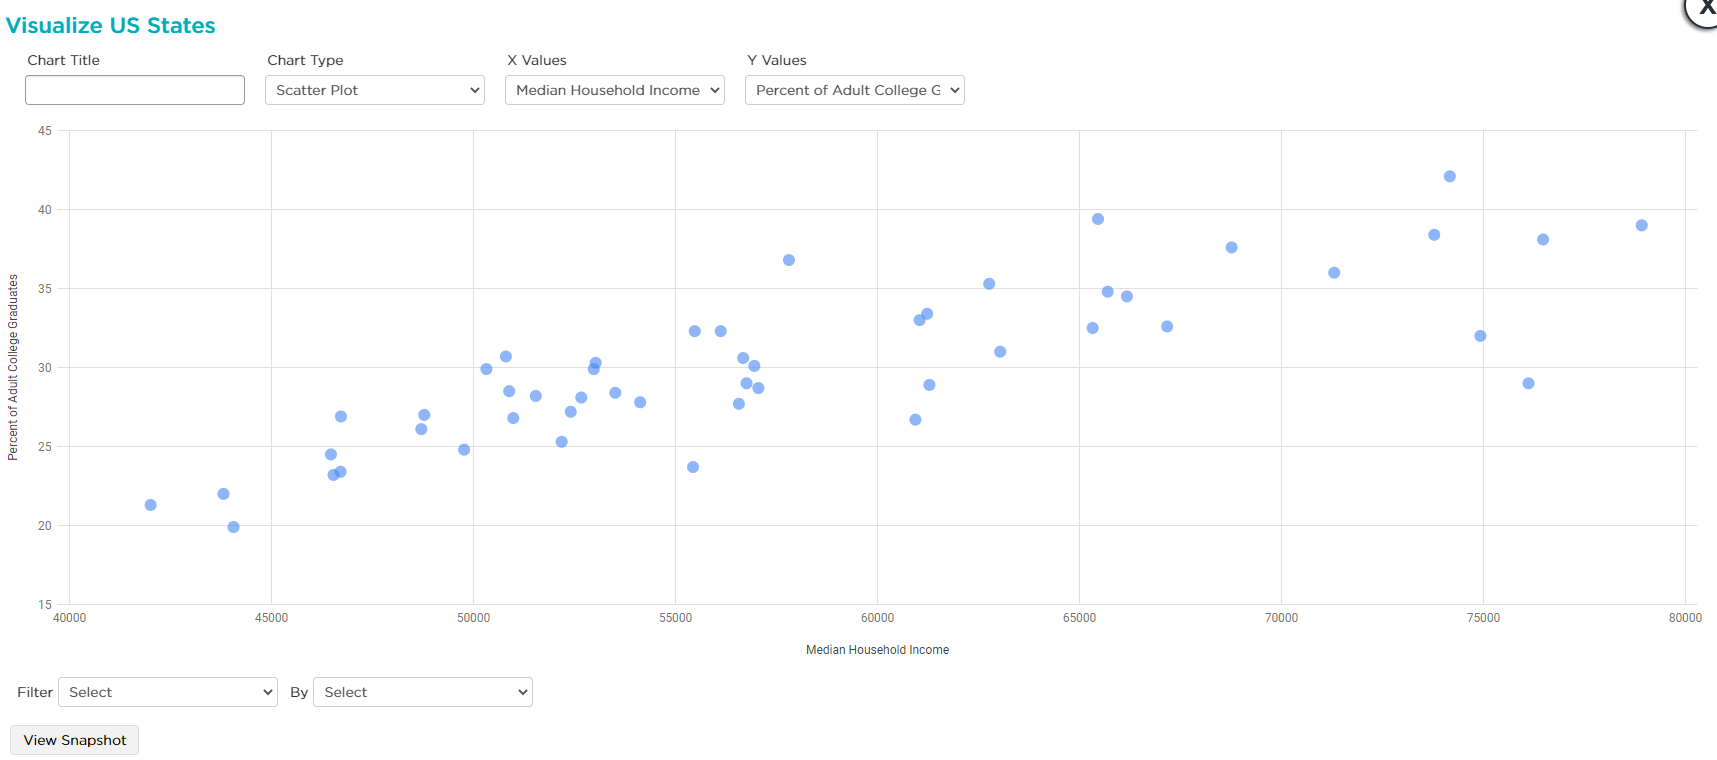 Visualize US States
X
Chart Title
Chart Type
X Values
Y Values
Scatter Plot
Median Household Income
Percent of Adult College G
45
40
35
30
25
20
15
Percent of Adult College Graduates
40000
45000
50000
55000
60000
65000
70000
75000
80000
Median Household Income
Filter
Select
By
Select
View Snapshot